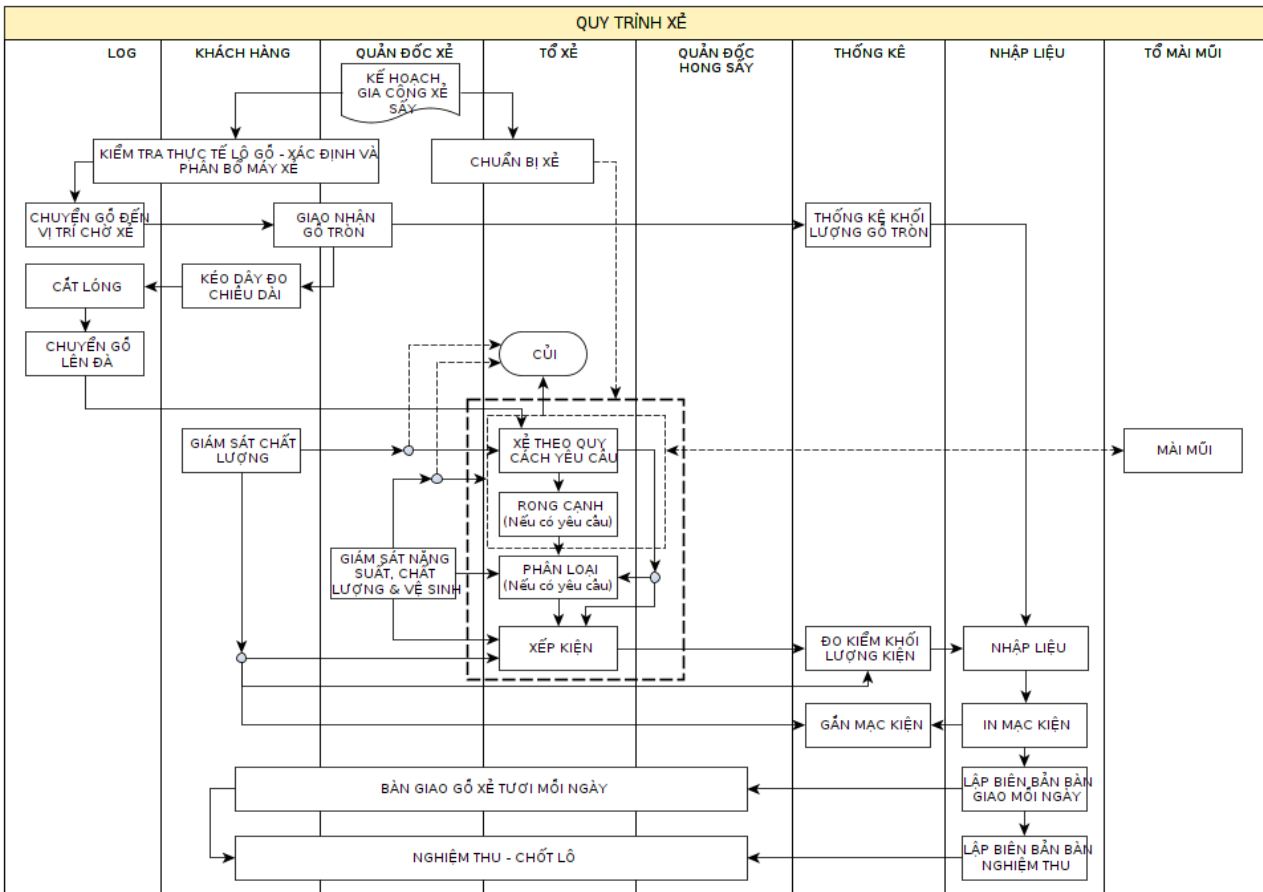 QUY TRÌNH XẺ
LOG
KHÁCH HÀNG
QUẢN ĐỐC XẺ
TỔ XẺ
QUẢN ĐỐC
HONG SẤY
THỐNG KÊ
NHẬP LIỆU
TỔ MÀI MŨI
KẾ HOẠCH
GIA CÔNG XẺ
SẤY
KIỂM TRA THỰC TẾ LÔ GỖ - XÁC ĐỊNH VÀ
PHÂN BỔ MÁY XẺ
CHUẨN BỊ XẺ
CHUYỂN GỖ ĐẾN
VỊ TRÍ CHỜ XẺ
GIAO NHẬN
GỖ TRÒN
THỐNG KÊ KHỐI
LƯỢNG GỖ TRÒN
CẮT LÓNG
KÉO DÂY ĐO
CHIỀU DÀI
CHUYỂN GỖ
LÊN ĐÀ
CỦI
GIÁM SÁT CHẤT
LƯỢNG
XẺ THEO QUY
CÁCH YÊU CẦU
MÀI MŨI
RONG CẠNH
(Nếu có yêu cầu)
GIÁM SÁT NĂNG
SUẤT, CHẤT
LƯỢNG & VỆ SINH
PHÂN LOẠI
(Nếu có yêu cầu)
XẾP KIỆN
ĐO KIỂM KHỐI
LƯỢNG KIỆN
NHẬP LIỆU
GẮN MẠC KIỆN
IN MẠC KIỆN
BÀN GIAO GỖ XẺ TƯƠI MỖI NGÀY
LẬP BIÊN BẢN BÀN
GIAO MỖI NGÀY
NGHIỆM THU - CHỐT LÔ
LẬP BIÊN BẢN BÀN
NGHIỆM THU